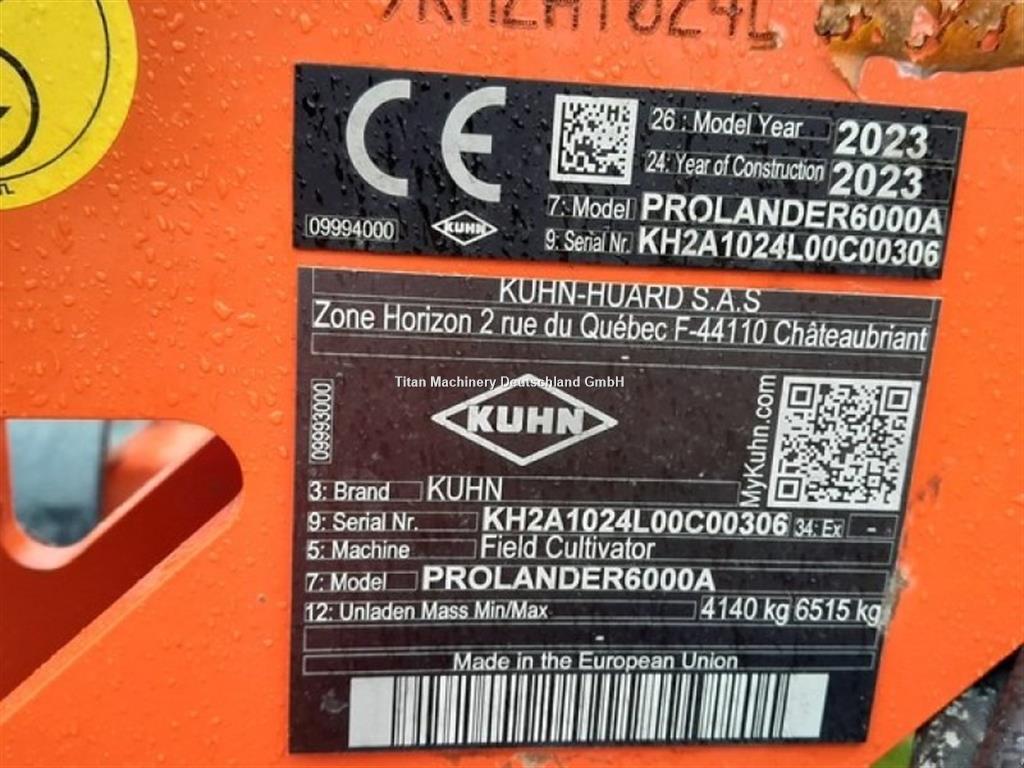 CE
26 : Model Year 2023
24: Year of Construction 2023
7: Model PROLANDER6000A
09994000 KUHN 9: Serial Nr. KH2A1024L00C00306
KUHN-HUARD S.A.S
Zone Horizon 2 rue du Québec F-44110 Châteaubriant
Titan Machinery Deutschland GmbH
09993000
KUHN
MyKuhn.com
3: Brand KUHN
9: Serial Nr. KH2A1024L00C00306 34: Ex -
5: Machine Field Cultivator
7: Model PROLANDER6000A
12: Unladen Mass Min/Max 4140 kg 6515 kg
-
Made in the European Union